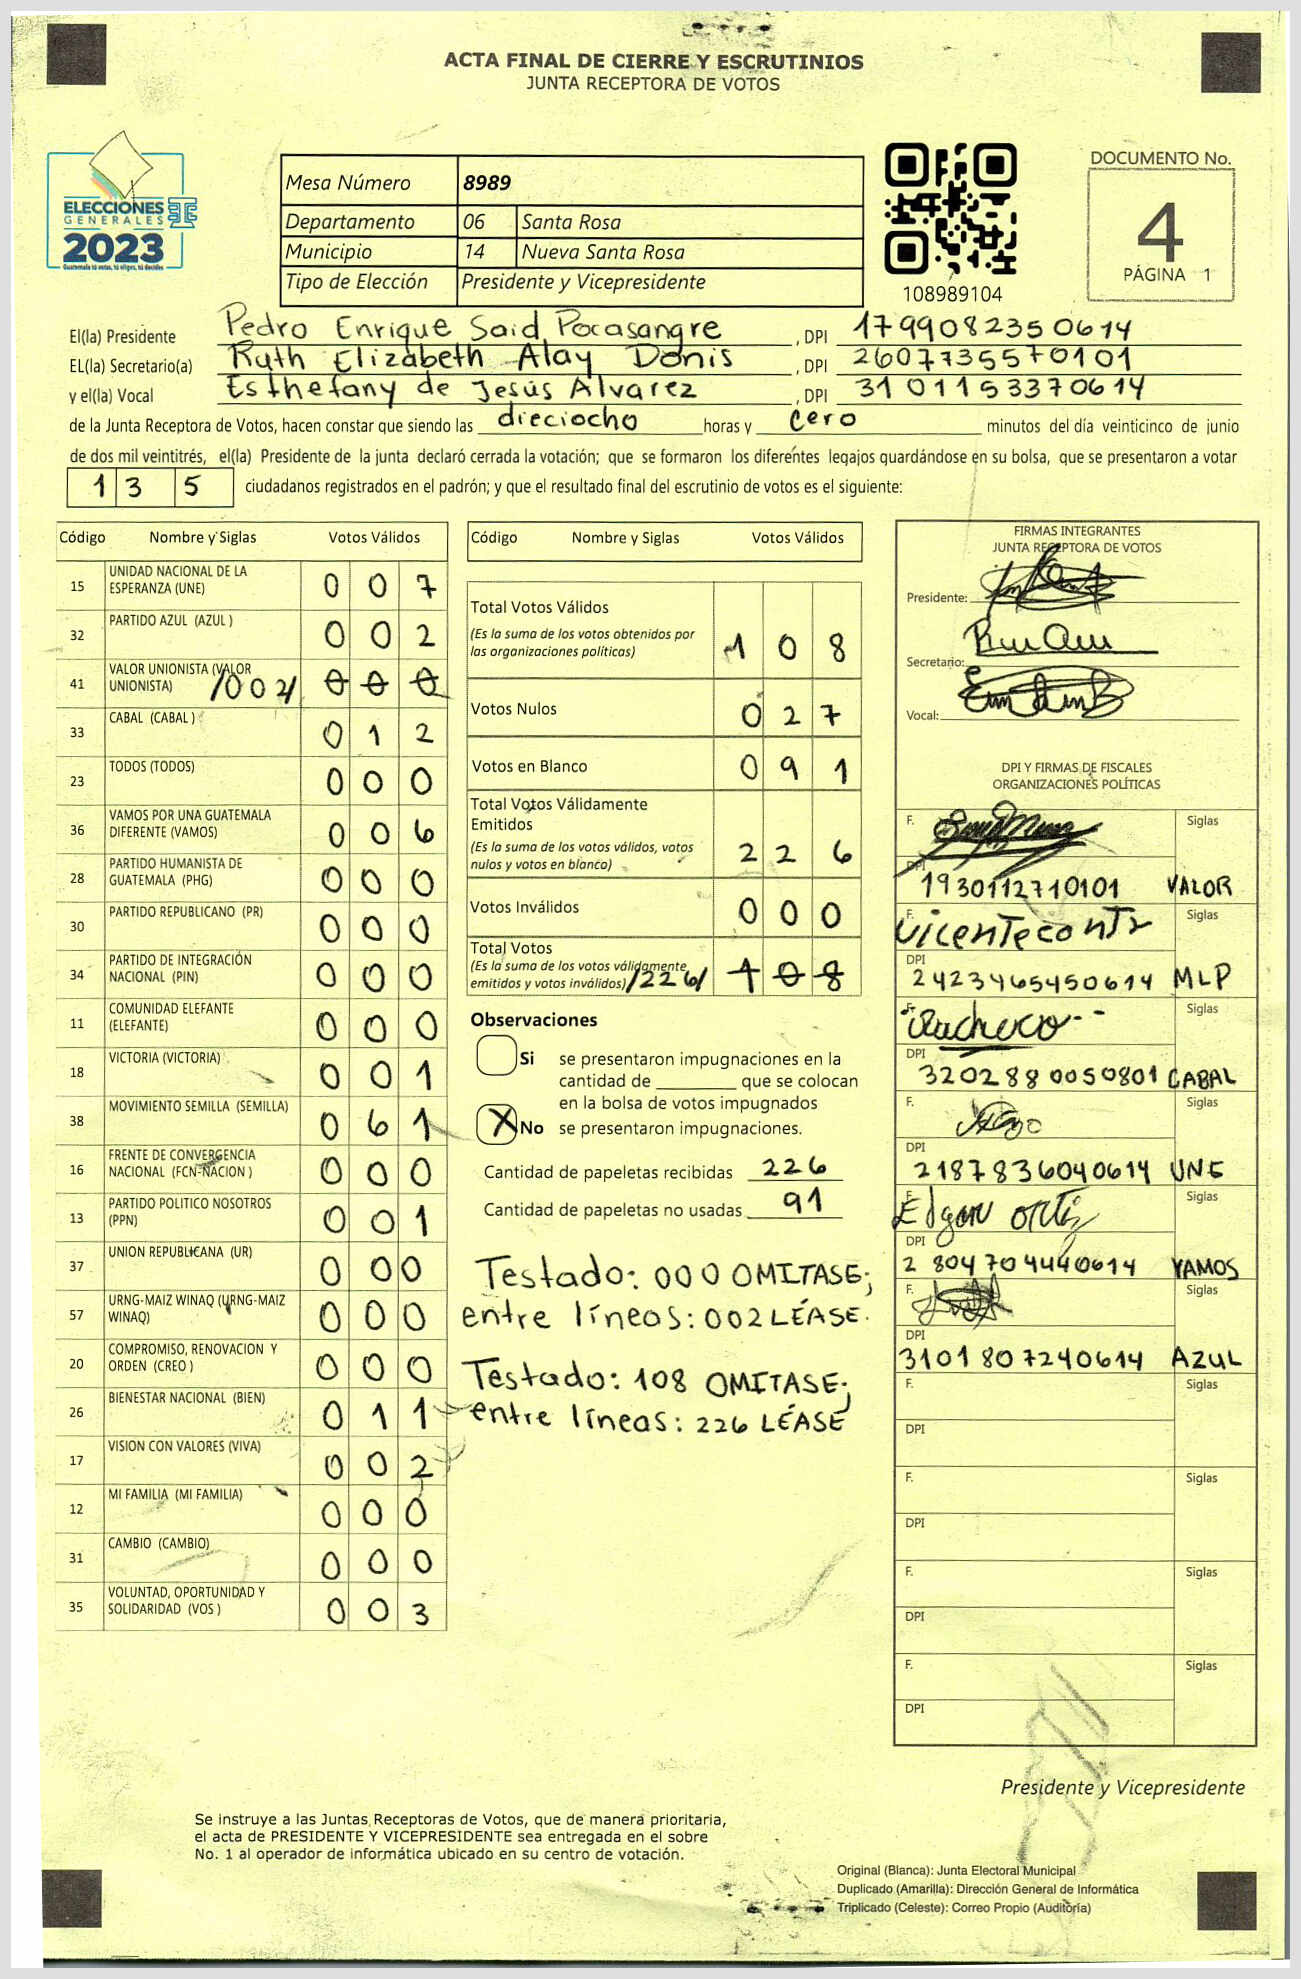 ACTA FINAL DE CIERRE Y ESCRUTINIOS
JUNTA RECEPTORA DE VOTOS
ELECCIONES
GENERALES
2023
Guatemala tú votas, tú eliges, tú decides
Mesa Número 8989
Departamento 06 Santa Rosa
Municipio 14 Nueva Santa Rosa
Tipo de Elección Presidente y Vicepresidente
108989104
DOCUMENTO No.
4
PÁGINA 1
El(la) Presidente Pedro Enrique Said Pocasangre, DPI 1799082350614
EL(la) Secretario(a) Ruth Elizabeth Alay Donis, DPI 2607735570101
y el(la) Vocal Esthefany de Jesús Alvarez, DPI 3101153370614
de la Junta Receptora de Votos, hacen constar que siendo las dieciocho horas y cero minutos del día veinticinco de junio
de dos mil veintitrés, el(la) Presidente de la junta declaró cerrada la votación; que se formaron los diferentes legajos guardándose en su bolsa, que se presentaron a votar
1 3 5 ciudadanos registrados en el padrón; y que el resultado final del escrutinio de votos es el siguiente:
Código Nombre y Siglas Votos Válidos
15 UNIDAD NACIONAL DE LA ESPERANZA (UNE) 0 0 7
32 PARTIDO AZUL (AZUL ) 0 0 2
41 VALOR UNIONISTA (VALOR UNIONISTA) /002/ 0 0 0
33 CABAL (CABAL ) 0 1 2
23 TODOS (TODOS) 0 0 0
36 VAMOS POR UNA GUATEMALA DIFERENTE (VAMOS) 0 0 6
28 PARTIDO HUMANISTA DE GUATEMALA (PHG) 0 0 0
30 PARTIDO REPUBLICANO (PR) 0 0 0
34 PARTIDO DE INTEGRACIÓN NACIONAL (PIN) 0 0 0
11 COMUNIDAD ELEFANTE (ELEFANTE) 0 0 0
18 VICTORIA (VICTORIA) 0 0 1
38 MOVIMIENTO SEMILLA (SEMILLA) 0 6 1
16 FRENTE DE CONVERGENCIA NACIONAL (FCN-NACION ) 0 0 0
13 PARTIDO POLITICO NOSOTROS (PPN) 0 0 1
37 UNION REPUBLICANA (UR) 0 0 0
57 URNG-MAIZ WINAQ (URNG-MAIZ WINAQ) 0 0 0
20 COMPROMISO, RENOVACION Y ORDEN (CREO ) 0 0 0
26 BIENESTAR NACIONAL (BIEN) 0 1 1
17 VISION CON VALORES (VIVA) 0 0 2
12 MI FAMILIA (MI FAMILIA) 0 0 0
31 CAMBIO (CAMBIO) 0 0 0
35 VOLUNTAD, OPORTUNIDAD Y SOLIDARIDAD (VOS ) 0 0 3
Código Nombre y Siglas Votos Válidos
Total Votos Válidos 1 0 8
(Es la suma de los votos obtenidos por
las organizaciones políticas)
Votos Nulos 0 2 7
Votos en Blanco 0 9 1
Total Votos Válidamente
Emitidos 2 2 6
(Es la suma de los votos válidos, votos
nulos y votos en blanco)
Votos Inválidos 0 0 0
Total Votos
(Es la suma de los votos válidamente
emitidos y votos inválidos) /226/ 1 0 8
Observaciones
Si se presentaron impugnaciones en la
cantidad de ________ que se colocan
en la bolsa de votos impugnados
X No se presentaron impugnaciones.
Cantidad de papeletas recibidas 226
Cantidad de papeletas no usadas 91
Testado: 000 OMITASE;
entre líneas: 002 LÉASE.
Testado: 108 OMITASE;
entre líneas: 226 LÉASE
FIRMAS INTEGRANTES
JUNTA RECEPTORA DE VOTOS
Presidente:
Secretario:
Vocal:
DPI Y FIRMAS DE FISCALES
ORGANIZACIONES POLÍTICAS
F. Siglas
DPI 1930112710101 VALOR
F. Vicente Siglas
DPI 2423465450614 MLP
F. Pacheco Siglas
DPI 3202880050801 CABAL
F. Siglas
DPI 2187836040614 UNE
F. Edgar Ortiz Siglas
DPI 2804704440614 VAMOS
F. Siglas
DPI 3101807240614 AZUL
F. Siglas
DPI
F. Siglas
DPI
F. Siglas
DPI
F. Siglas
DPI
Presidente y Vicepresidente
Se instruye a las Juntas Receptoras de Votos, que de manera prioritaria,
el acta de PRESIDENTE Y VICEPRESIDENTE sea entregada en el sobre
No. 1 al operador de informática ubicado en su centro de votación.
Original (Blanca): Junta Electoral Municipal
Duplicado (Amarilla): Dirección General de Informática
Triplicado (Celeste): Correo Propio (Auditoría)